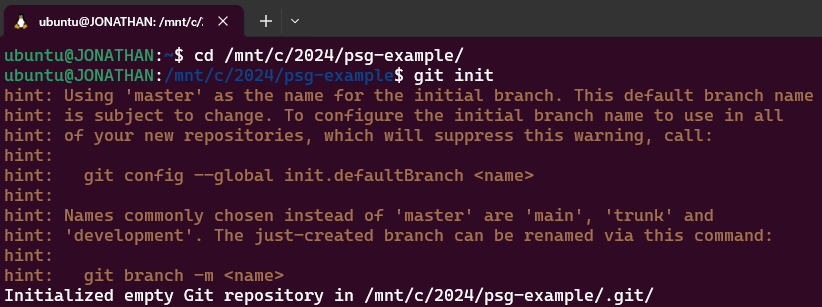 ubuntu@JONATHAN: /mnt/c/2
ubuntu@JONATHAN:~$ cd /mnt/c/2024/psg-example/
ubuntu@JONATHAN:/mnt/c/2024/psg-example$ git init
hint: Using 'master' as the name for the initial branch. This default branch name
hint: is subject to change. To configure the initial branch name to use in all
hint: of your new repositories, which will suppress this warning, call:
hint:
hint:   git config --global init.defaultBranch <name>
hint:
hint: Names commonly chosen instead of 'master' are 'main', 'trunk' and
hint: 'development'. The just-created branch can be renamed via this command:
hint:
hint:   git branch -m <name>
Initialized empty Git repository in /mnt/c/2024/psg-example/.git/